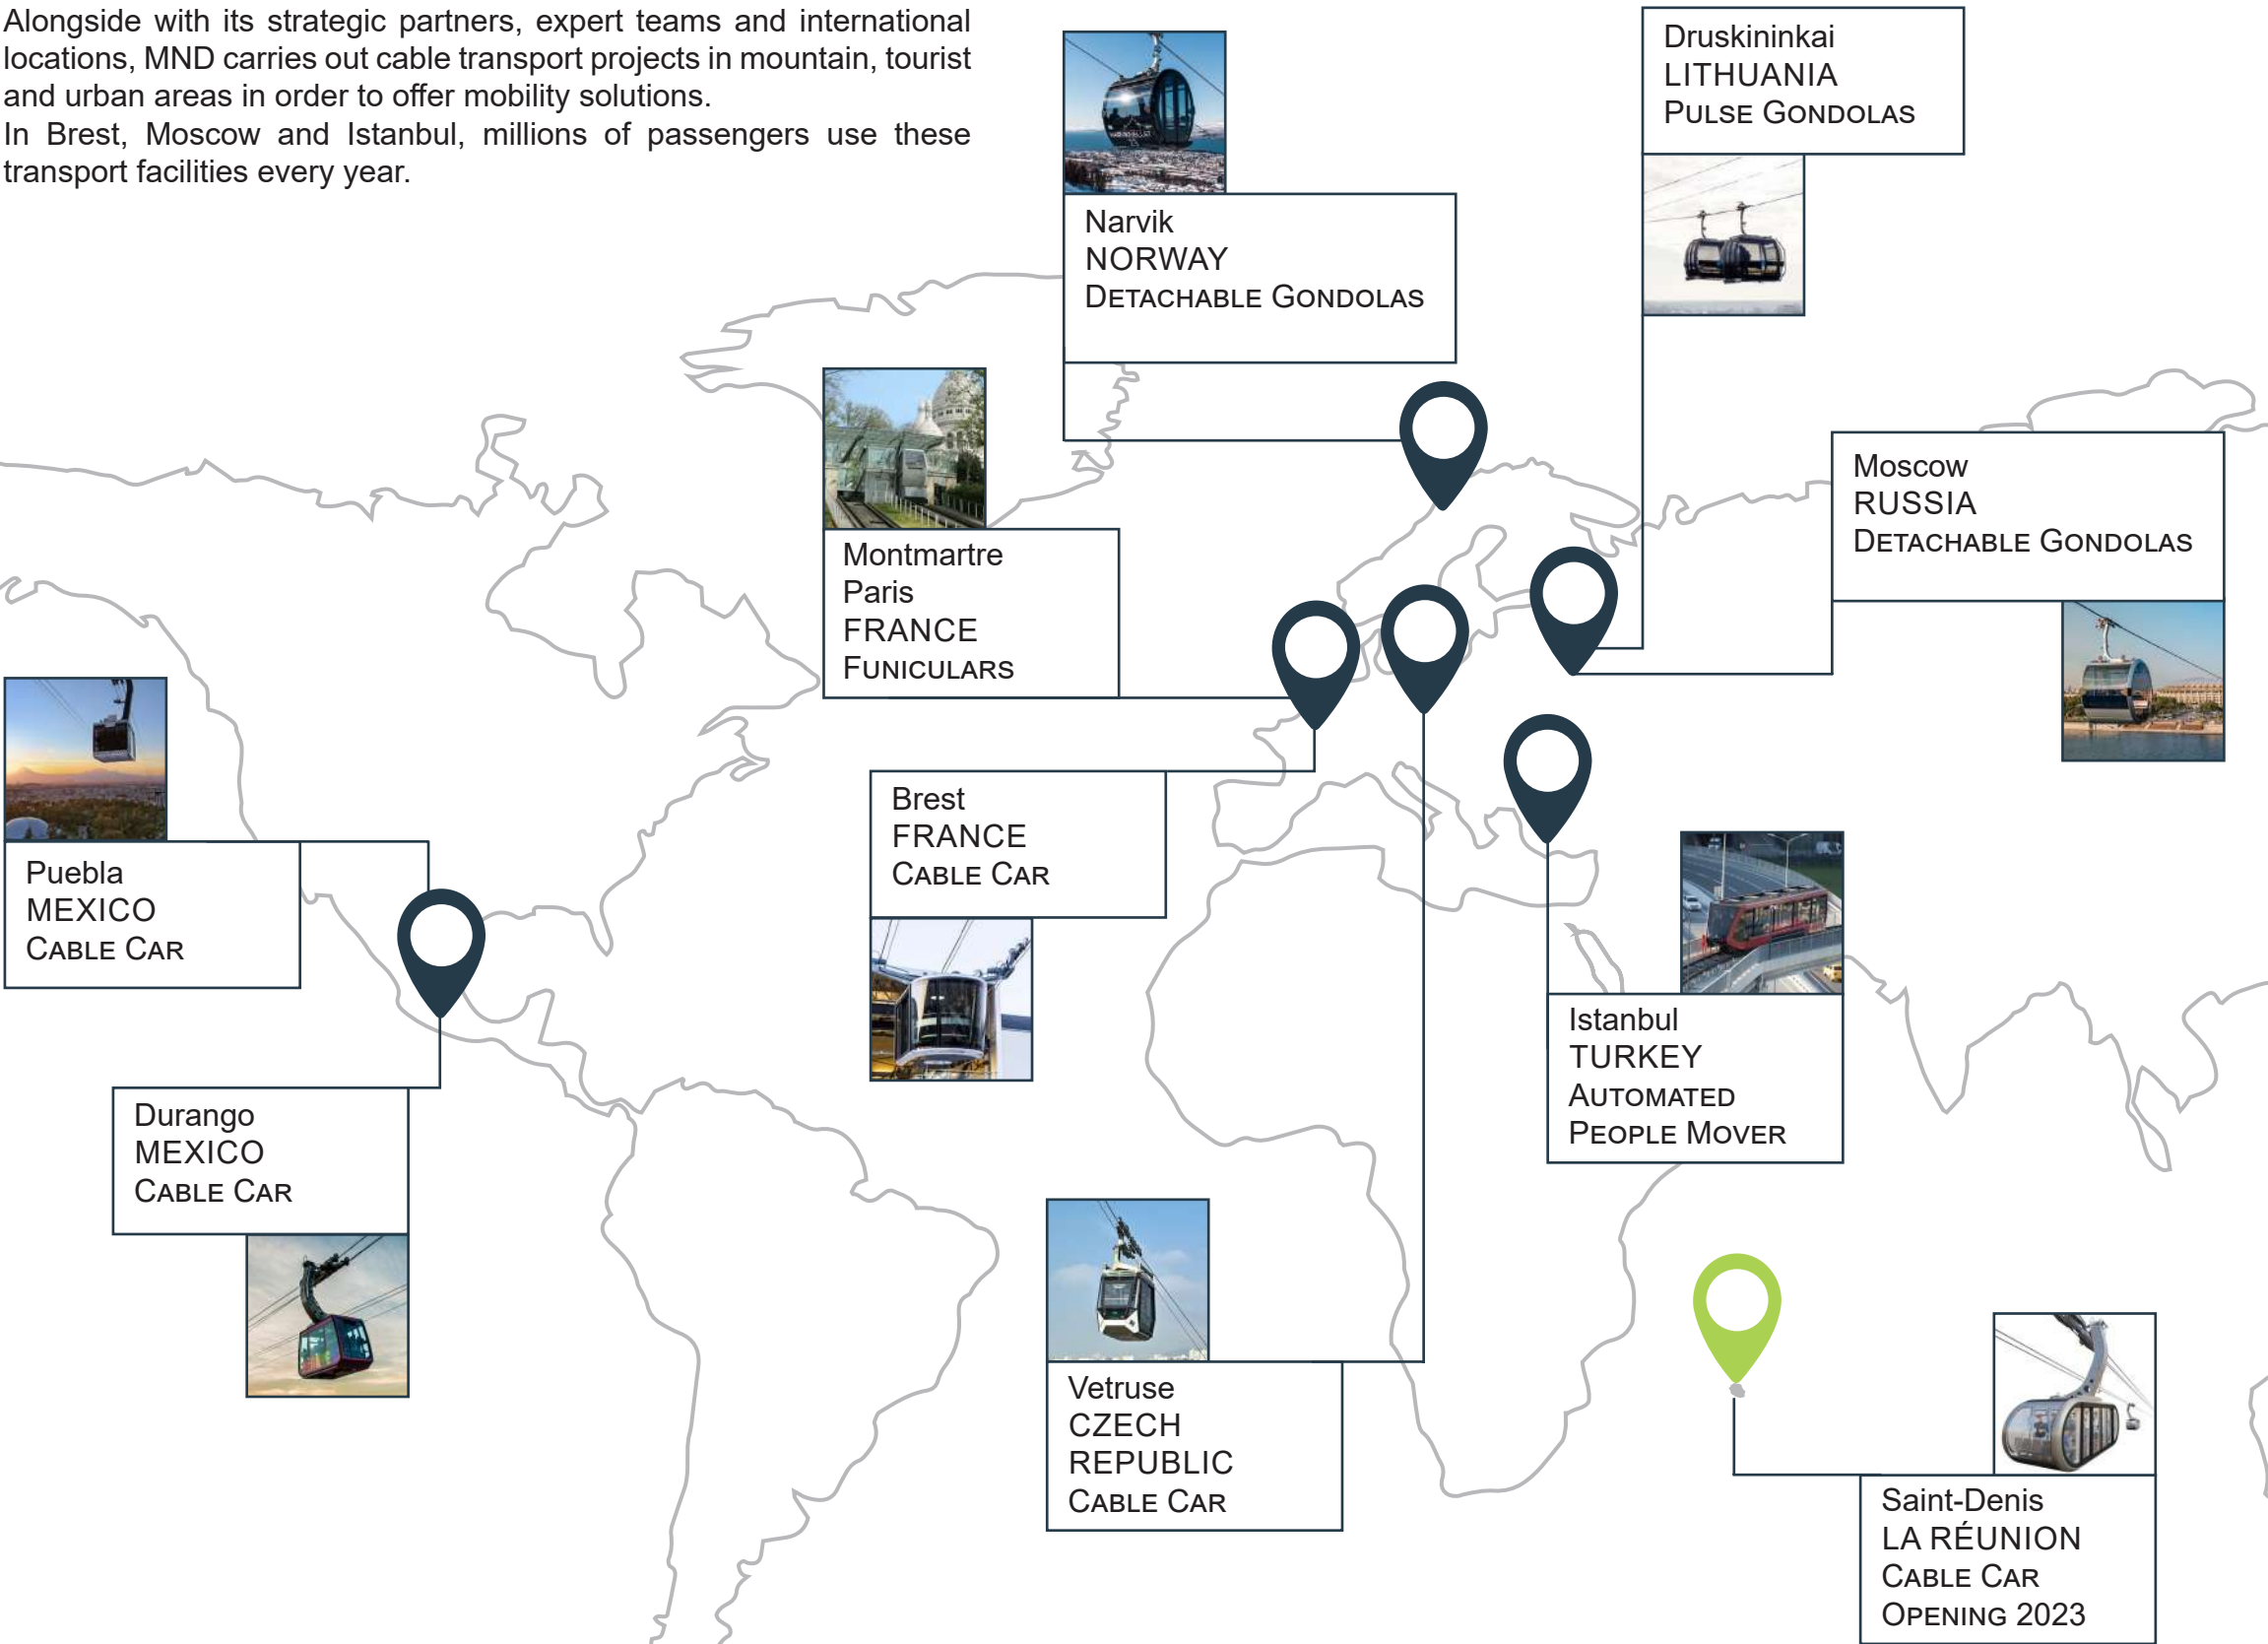 Alongside with its strategic partners, expert teams and international
locations, MND carries out cable transport projects in mountain, tourist
and urban areas in order to offer mobility solutions.
In Brest, Moscow and Istanbul, millions of passengers use these
transport facilities every year.
Druskininkai
LITHUANIA
PULSE GONDOLAS
Narvik
NORWAY
DETACHABLE GONDOLAS
Moscow
RUSSIA
DETACHABLE GONDOLAS
Montmartre
Paris
FRANCE
FUNICULARS
Brest
FRANCE
CABLE CAR
Puebla
MEXICO
CABLE CAR
Istanbul
TURKEY
AUTOMATED
PEOPLE MOVER
Durango
MEXICO
CABLE CAR
Vetruse
CZECH
REPUBLIC
CABLE CAR
Saint-Denis
LA RÉUNION
CABLE CAR
OPENING 2023